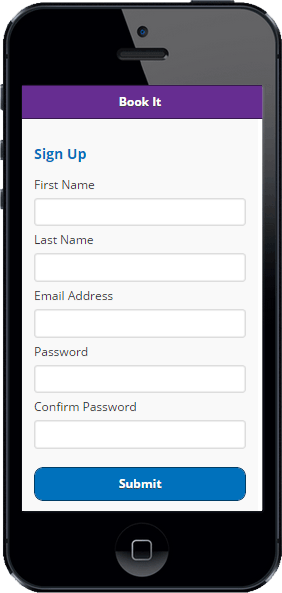 Book It
Sign Up
First Name
Last Name
Email Address
Password
Confirm Password
Submit